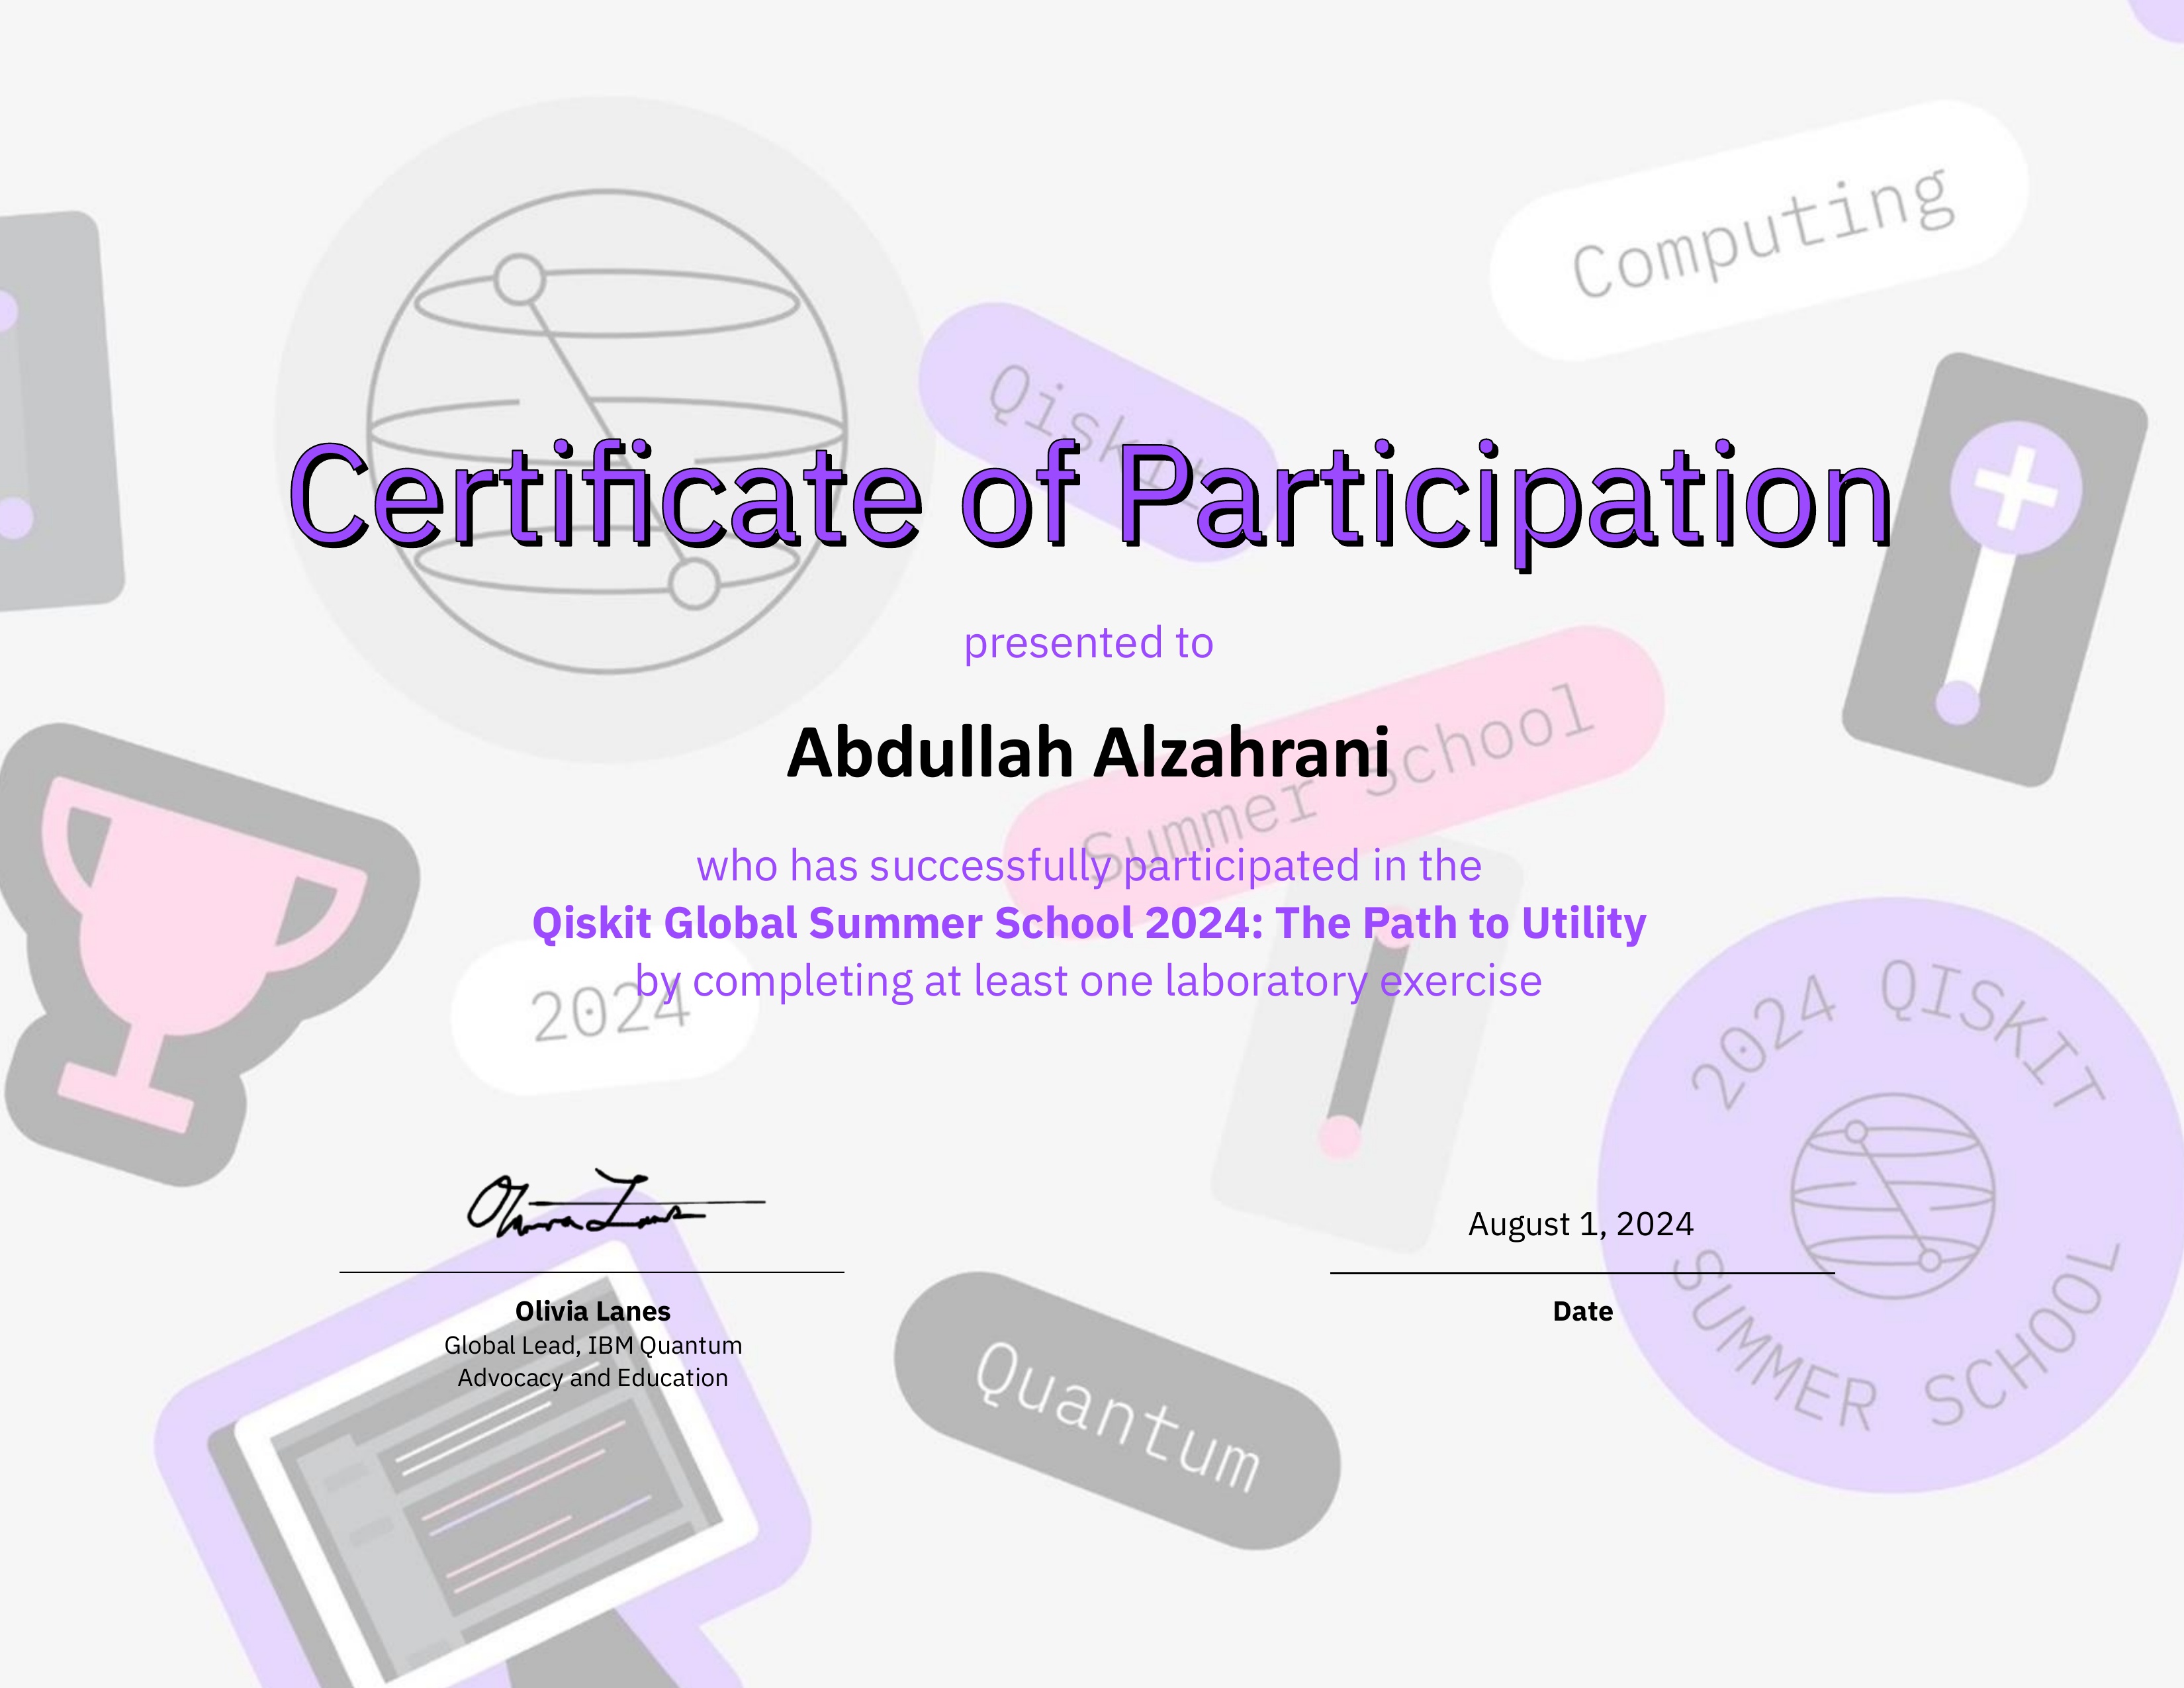 Computing
Qiskit
Certificate of Participation
presented to
Abdullah Alzahrani
Summer School
who has successfully participated in the
Qiskit Global Summer School 2024: The Path to Utility
by completing at least one laboratory exercise
2024
2024 QISKIT
SUMMER SCHOOL
Olivia Lanes
August 1, 2024
Olivia Lanes
Date
Global Lead, IBM Quantum
Advocacy and Education
Quantum